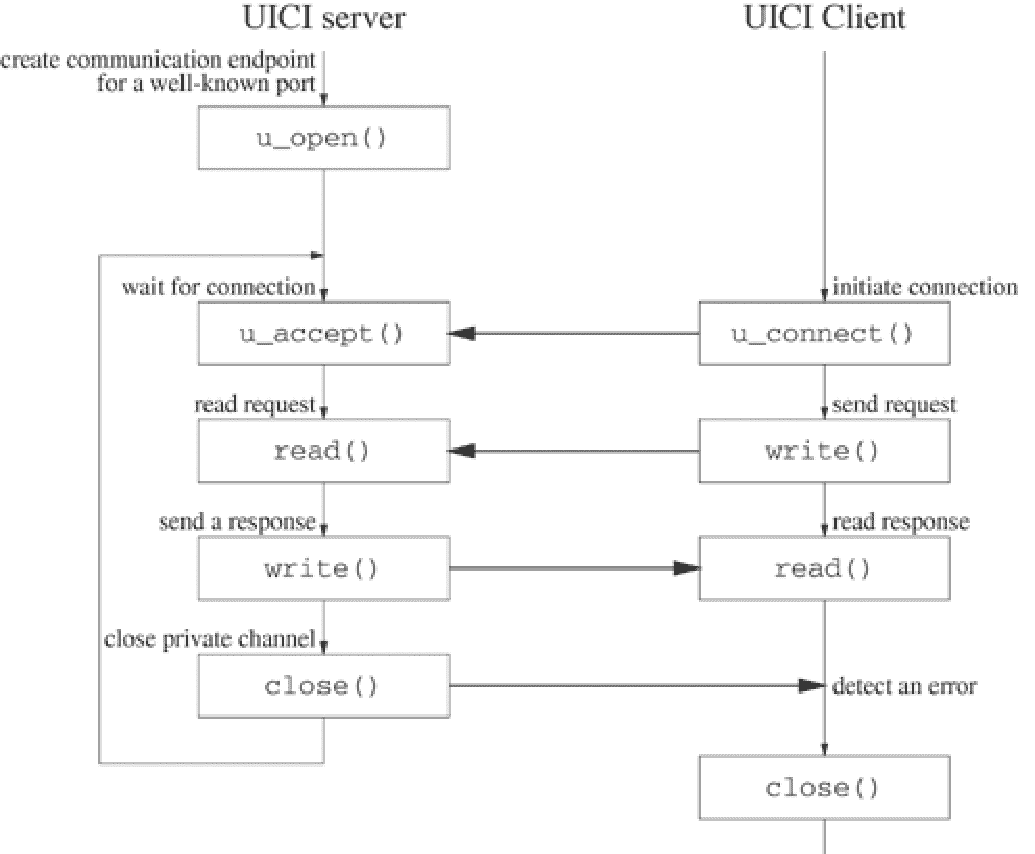 UICI server
UICI Client
create communication endpoint
for a well-known port
u_open()
wait for connection
initiate connection
u_accept()
u_connect()
read request
send request
read()
write()
send a response
read response
write()
read()
close private channel
close()
detect an error
close()